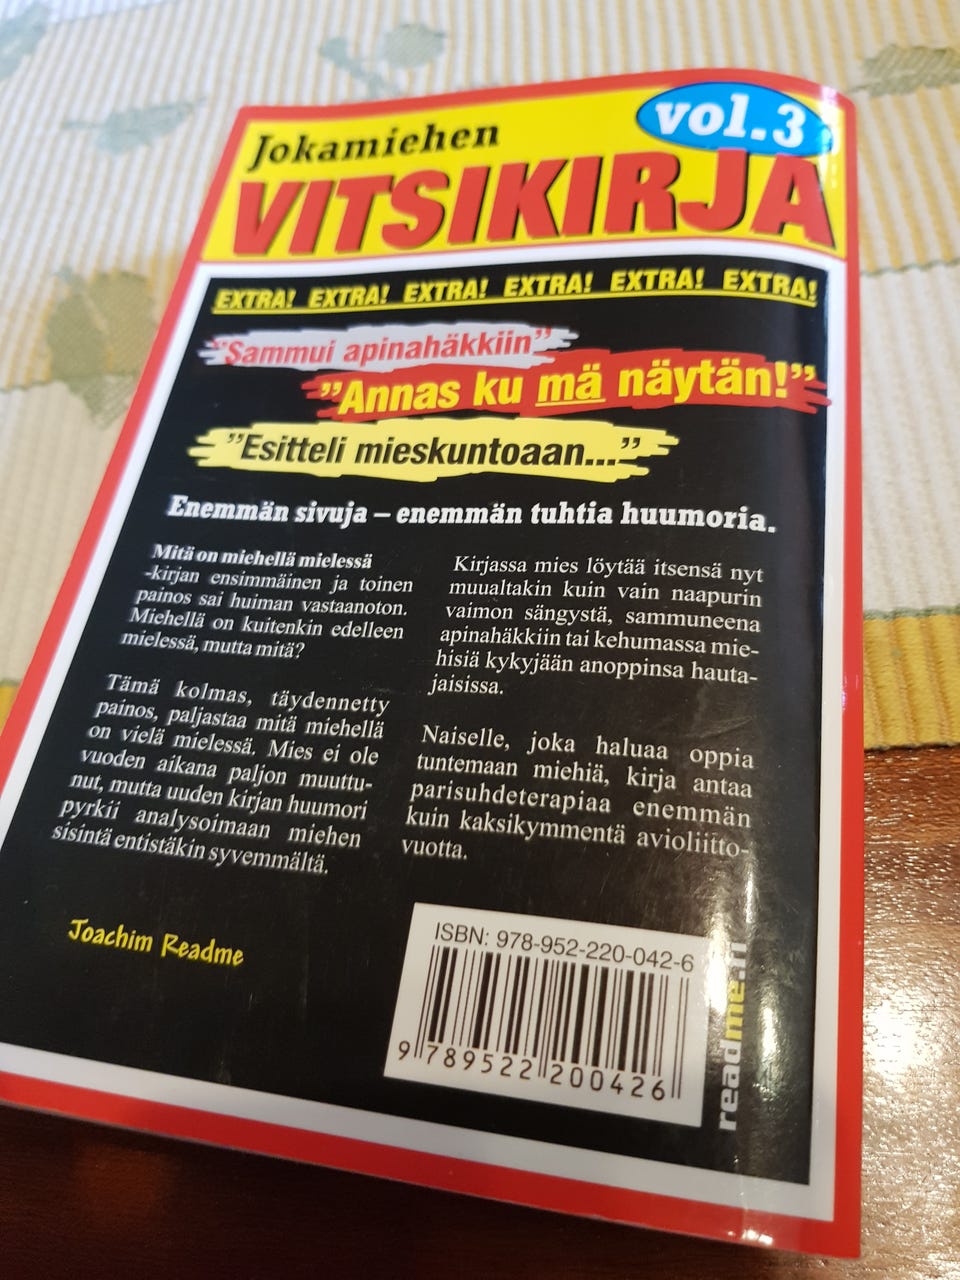 Jokamiehen
vol.3
VITSIKIRJA
EXTRA! EXTRA! EXTRA! EXTRA! EXTRA! EXTRA!
"Sammui apinahäkkiin"
"Annas ku mä näytän!"
"Esitteli mieskuntoaan..."
Enemmän sivuja – enemmän tuhtia huumoria.
Mitä on miehellä mielessä
-kirjan ensimmäinen ja toinen
painos sai huiman vastaanoton.
Miehellä on kuitenkin edelleen
mielessä, mutta mitä?
Tämä kolmas, täydennetty
painos, paljastaa mitä miehellä
on vielä mielessä. Mies ei ole
vuoden aikana paljon muuttu-
nut, mutta uuden kirjan huumori
pyrkii analysoimaan miehen
sisintä entistäkin syvemmältä.
Kirjassa mies löytää itsensä nyt
muualtakin kuin vain naapurin
vaimon sängystä, sammuneena
apinahäkkiin tai kehumassa mie-
hisiä kykyjään anoppinsa hauta-
jaisissa.
Naiselle, joka haluaa oppia
tuntemaan miehiä, kirja antaa
parisuhdeterapiaa enemmän
kuin kaksikymmentä avioliitto-
vuotta.
Joachim Readme
ISBN: 978-952-220-042-6
9 789522 200426
readme.fi